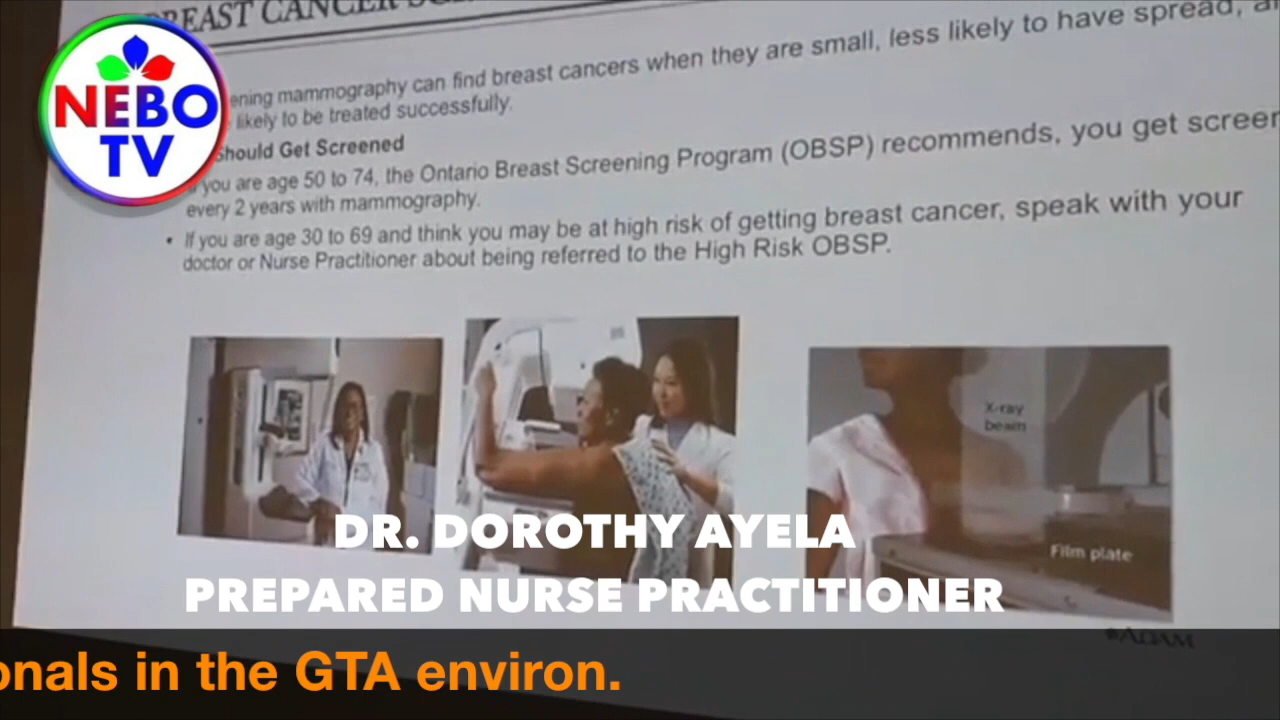 BREAST CANCER
ening mammography can find breast cancers when they are small, less likely to have spread,
likely to be treated successfully.
Should Get Screened
you are age 50 to 74, the Ontario Breast Screening Program (OBSP) recommends, you get screen
every 2 years with mammography.
• If you are age 30 to 69 and think you may be at high risk of getting breast cancer, speak with your
doctor or Nurse Practitioner about being referred to the High Risk OBSP.
NEBO
TV
X-ray
beam
Film plate
ADAM
DR. DOROTHY AYELA
PREPARED NURSE PRACTITIONER
onals in the GTA environ.